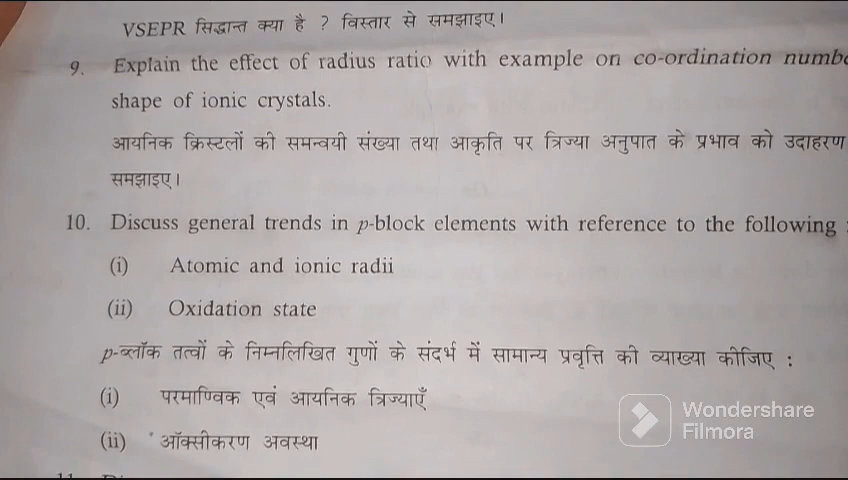 VSEPR सिद्धान्त क्या है ? विस्तार से समझाइए।
9. Explain the effect of radius ratio with example on co-ordination
shape of ionic crystals.
आयनिक क्रिस्टलों की समन्वयी संख्या तथा आकृति पर त्रिज्या अनुपात के प्रभाव को उदाहरण
समझाइए।
10. Discuss general trends in p-block elements with reference to the following :
(i) Atomic and ionic radii
(ii) Oxidation state
p-ब्लॉक तत्वों के निम्नलिखित गुणों के संदर्भ में सामान्य प्रवृत्ति की व्याख्या कीजिए :
(i) परमाण्विक एवं आयनिक त्रिज्याएँ
(ii) ऑक्सीकरण अवस्था
Wondershare
Filmora